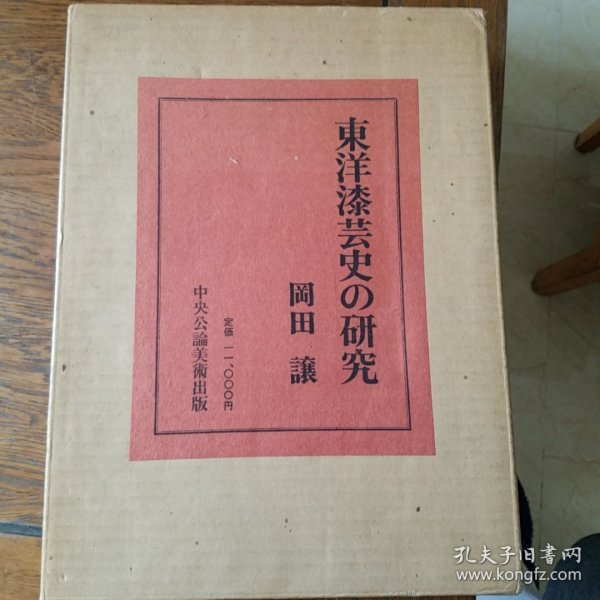 東洋漆芸史の研究
岡田 譲
定価 一一、〇〇〇円
中央公論美術出版
孔夫子旧书网
www.kongfz.com